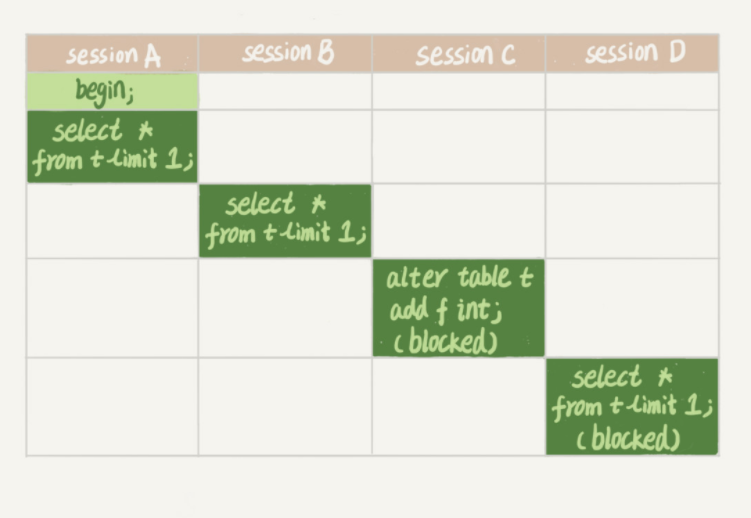 session A
session B
session C
session D
begin;
select *
from t limit 1;
select *
from t limit 1;
alter table t
add f int;
(blocked)
select *
from t limit 1;
(blocked)